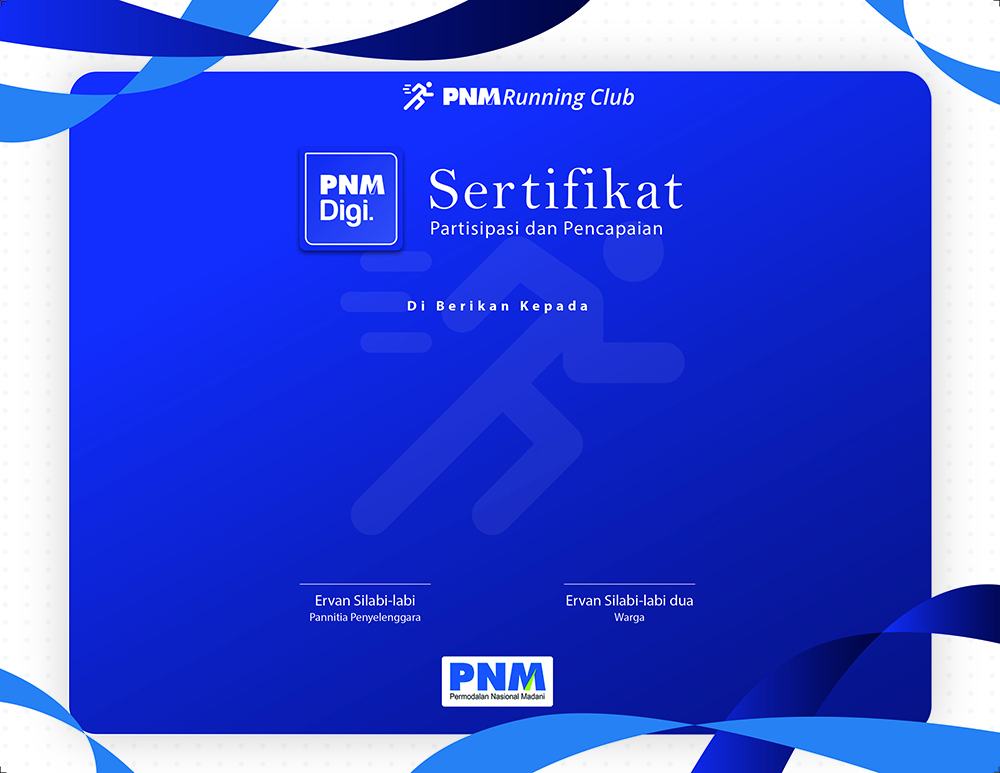 PNM Running Club
PNM
Digi.
Sertifikat
Partisipasi dan Pencapaian
Di Berikan Kepada
Ervan Silabi-labi
Pannitia Penyelenggara
Ervan Silabi-labi dua
Warga
PNM
Permodalan Nasional Madani